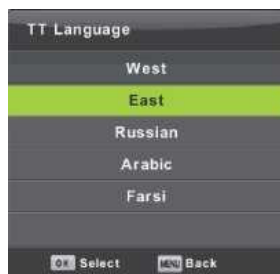 TT Language
West
East
Russian
Arabic
Farsi
OK Select MENU Back